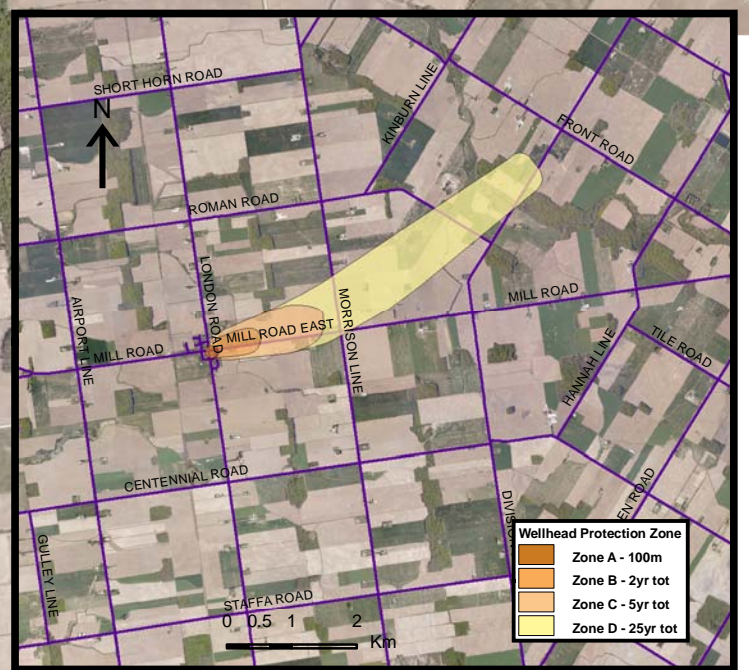 SHORT HORN ROAD
N
KINBURN LINE
FRONT ROAD
ROMAN ROAD
LONDON ROAD
AIRPORT LINE
MORRISON LINE
MILL ROAD
MILL ROAD EAST
MILL ROAD
HANNAH LINE
TILE ROAD
CENTENNIAL ROAD
GULLEY LINE
STAFFA ROAD
0 0.5 1 2
Km
Wellhead Protection Zone
Zone A - 100m
Zone B - 2yr tot
Zone C - 5yr tot
Zone D - 25yr tot